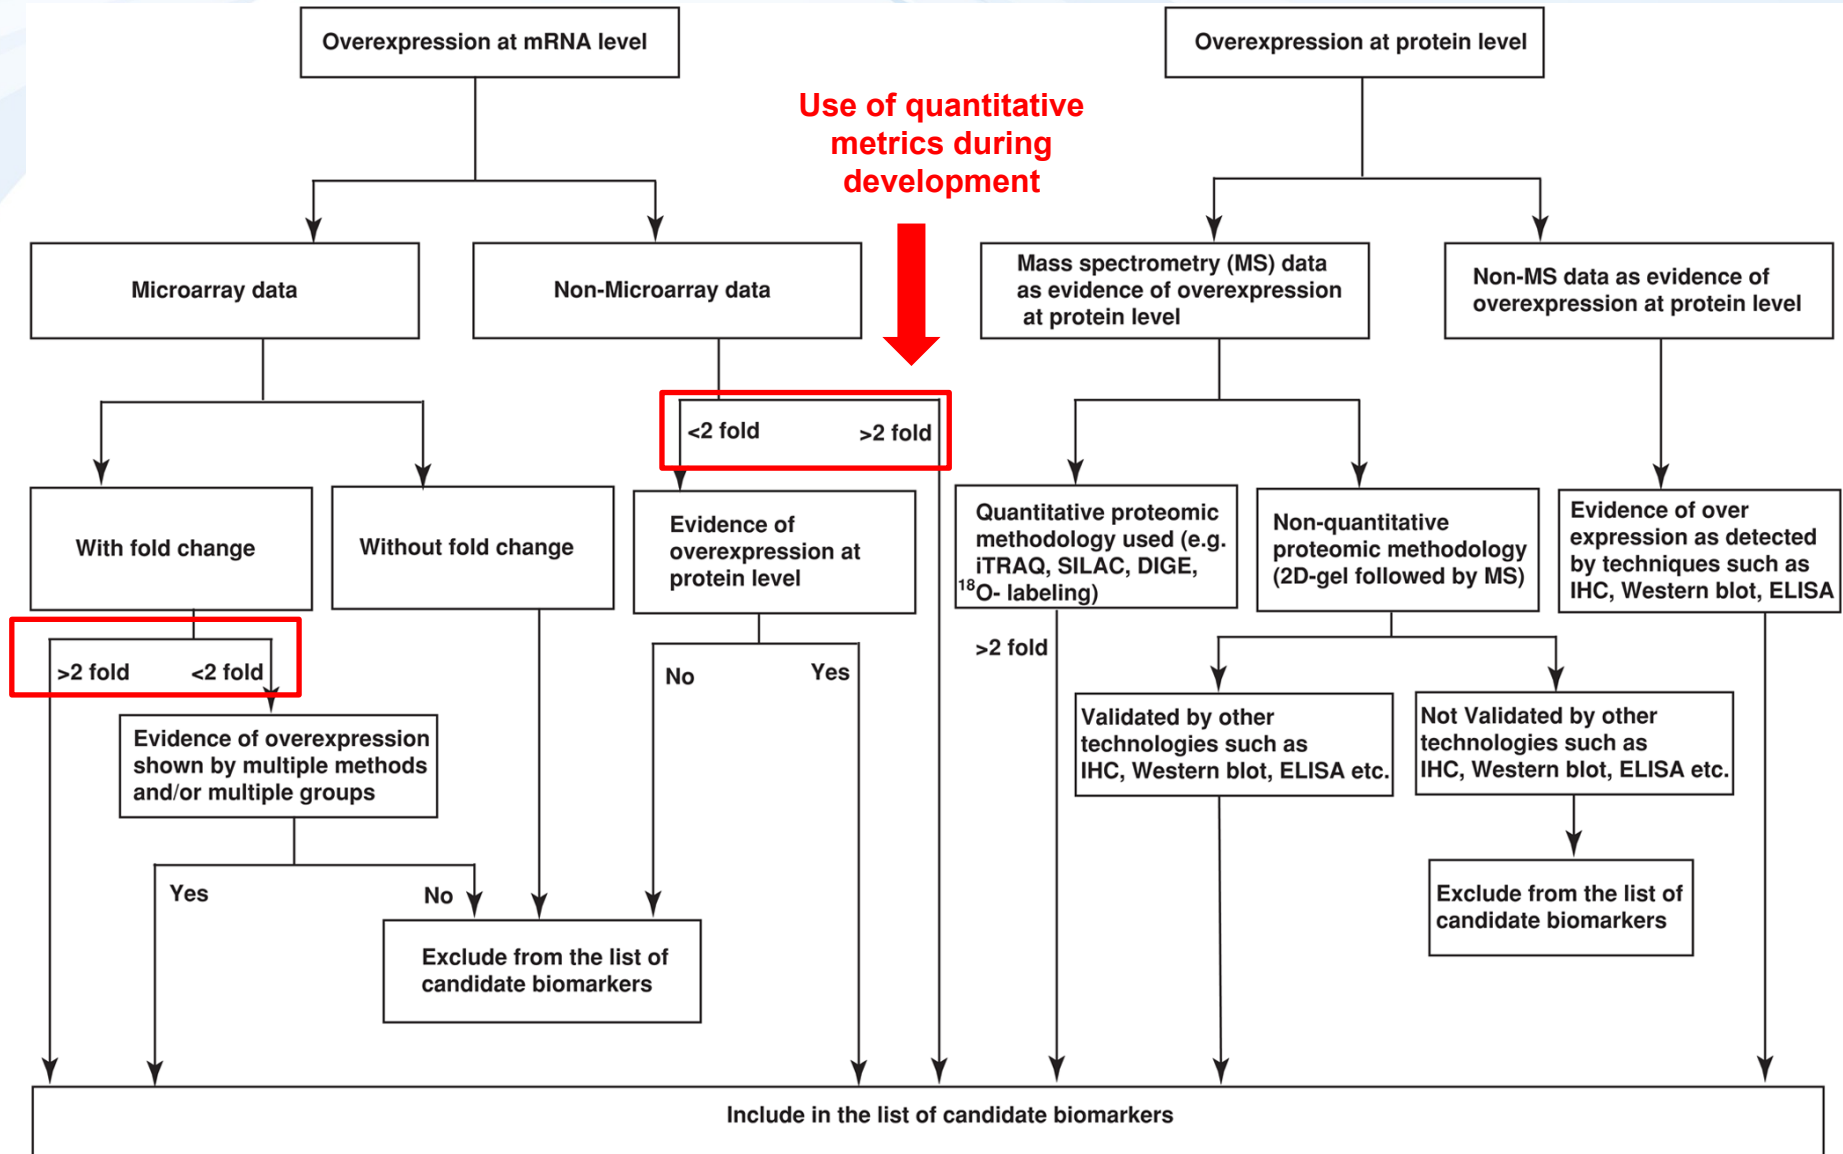 Overexpression at mRNA level
Overexpression at protein level
Use of quantitative
metrics during
development
Microarray data
Non-Microarray data
Mass spectrometry (MS) data
as evidence of overexpression
at protein level
Non-MS data as evidence of
overexpression at protein level
<2 fold
>2 fold
With fold change
Without fold change
Evidence of
overexpression at
protein level
Quantitative proteomic
methodology used (e.g.
iTRAQ, SILAC, DIGE,
18O- labeling)
Non-quantitative
proteomic methodology
(2D-gel followed by MS)
Evidence of over
expression as detected
by techniques such as
IHC, Western blot, ELISA
>2 fold
<2 fold
No
Yes
>2 fold
Evidence of overexpression
shown by multiple methods
and/or multiple groups
Validated by other
technologies such as
IHC, Western blot, ELISA etc.
Not Validated by other
technologies such as
IHC, Western blot, ELISA etc.
Yes
No
Exclude from the list of
candidate biomarkers
Exclude from the list of
candidate biomarkers
Include in the list of candidate biomarkers